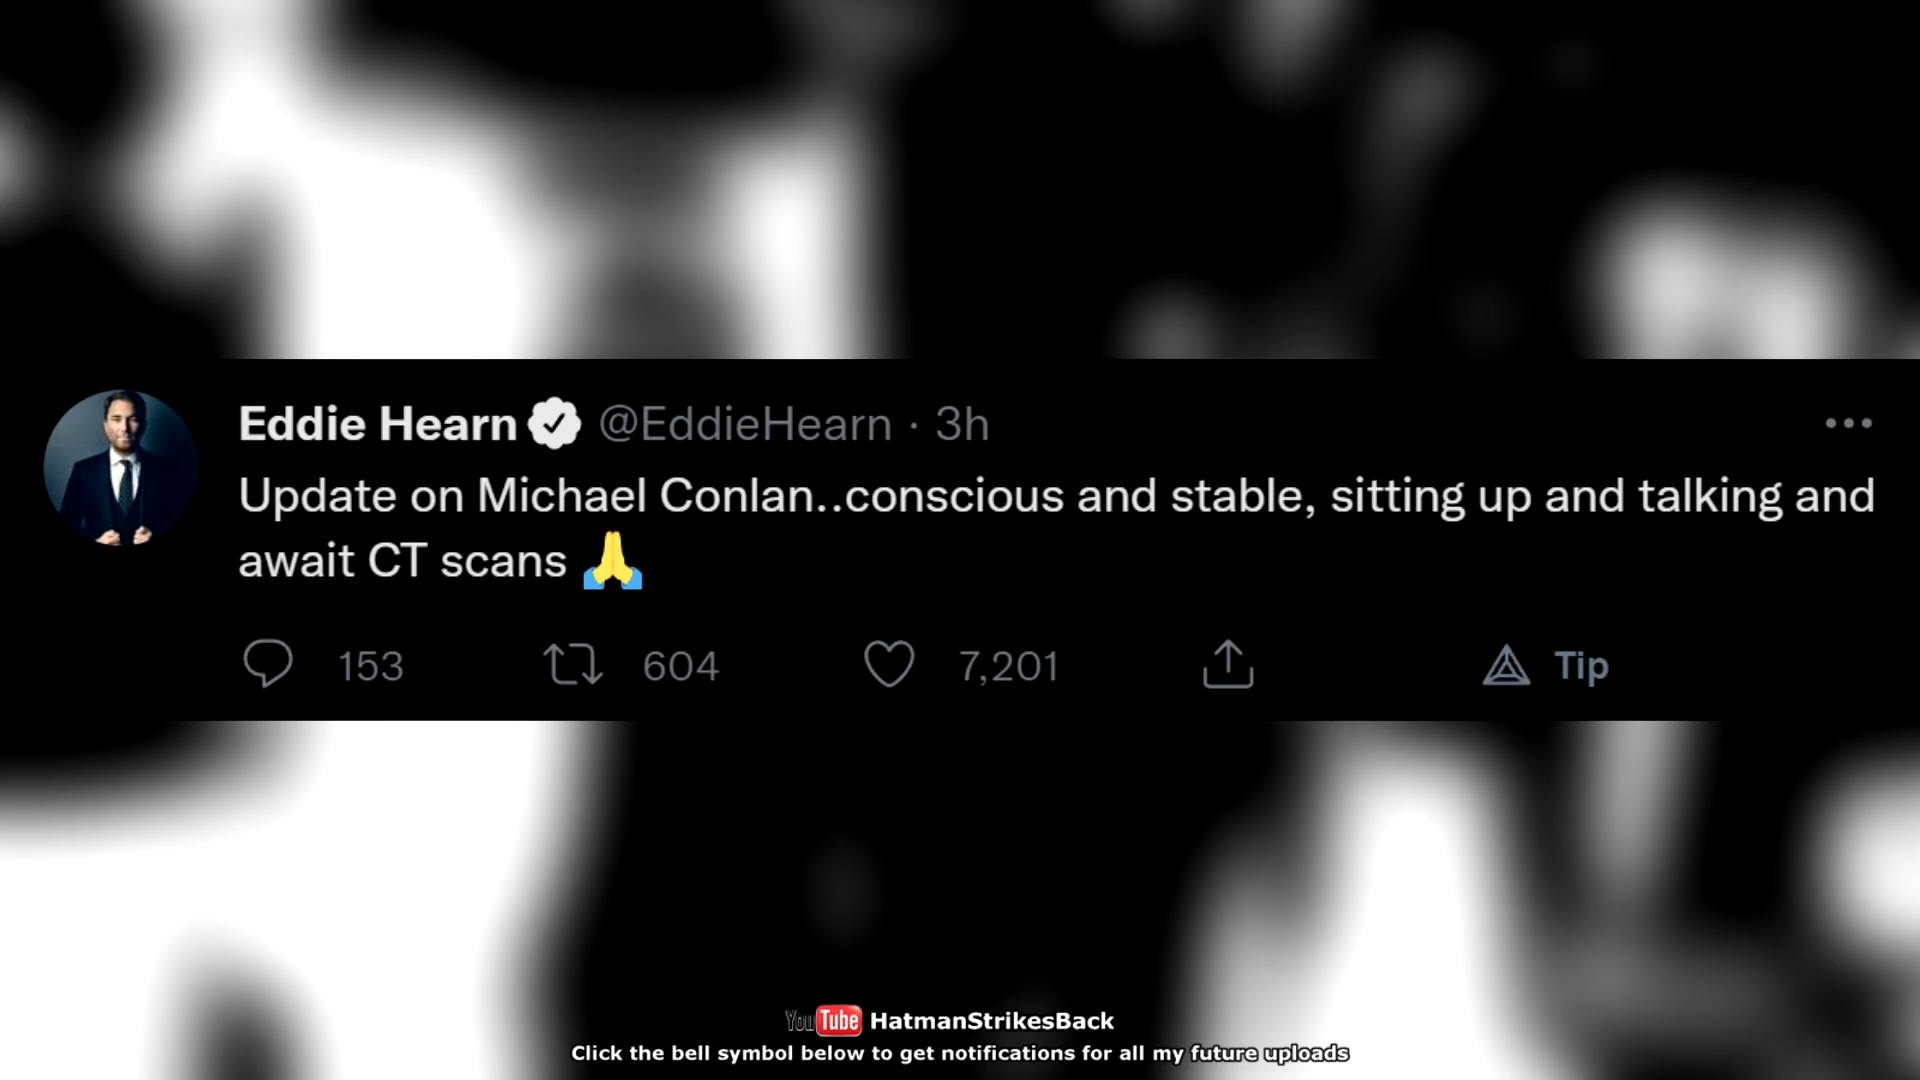 Eddie Hearn @EddieHearn · 3h
Update on Michael Conlan..conscious and stable, sitting up and talking and
await CT scans 🙏
153 604 7,201 Tip
YouTube HatmanStrikesBack
Click the bell symbol below to get notifications for all my future uploads